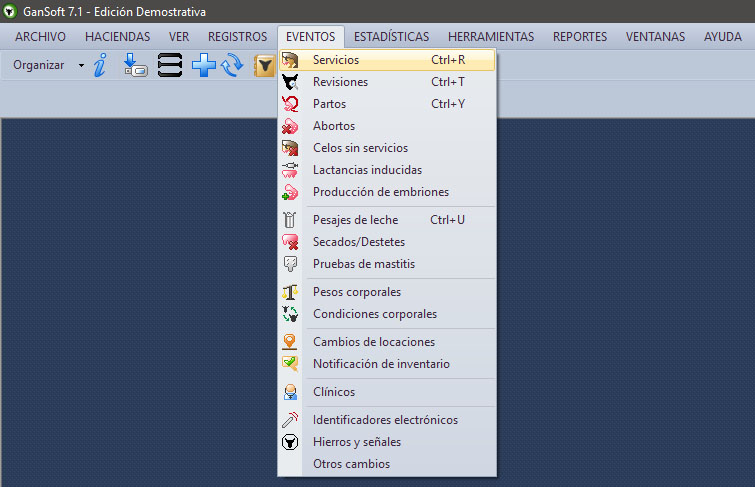 GanSoft 7.1 - Edición Demostrativa
ARCHIVO HACIENDAS VER REGISTROS EVENTOS ESTADÍSTICAS HERRAMIENTAS REPORTES VENTANAS AYUDA
Organizar
Servicios Ctrl+R
Revisiones Ctrl+T
Partos Ctrl+Y
Abortos
Celos sin servicios
Lactancias inducidas
Producción de embriones
Pesajes de leche Ctrl+U
Secados/Destetes
Pruebas de mastitis
Pesos corporales
Condiciones corporales
Cambios de locaciones
Notificación de inventario
Clínicos
Identificadores electrónicos
Hierros y señales
Otros cambios